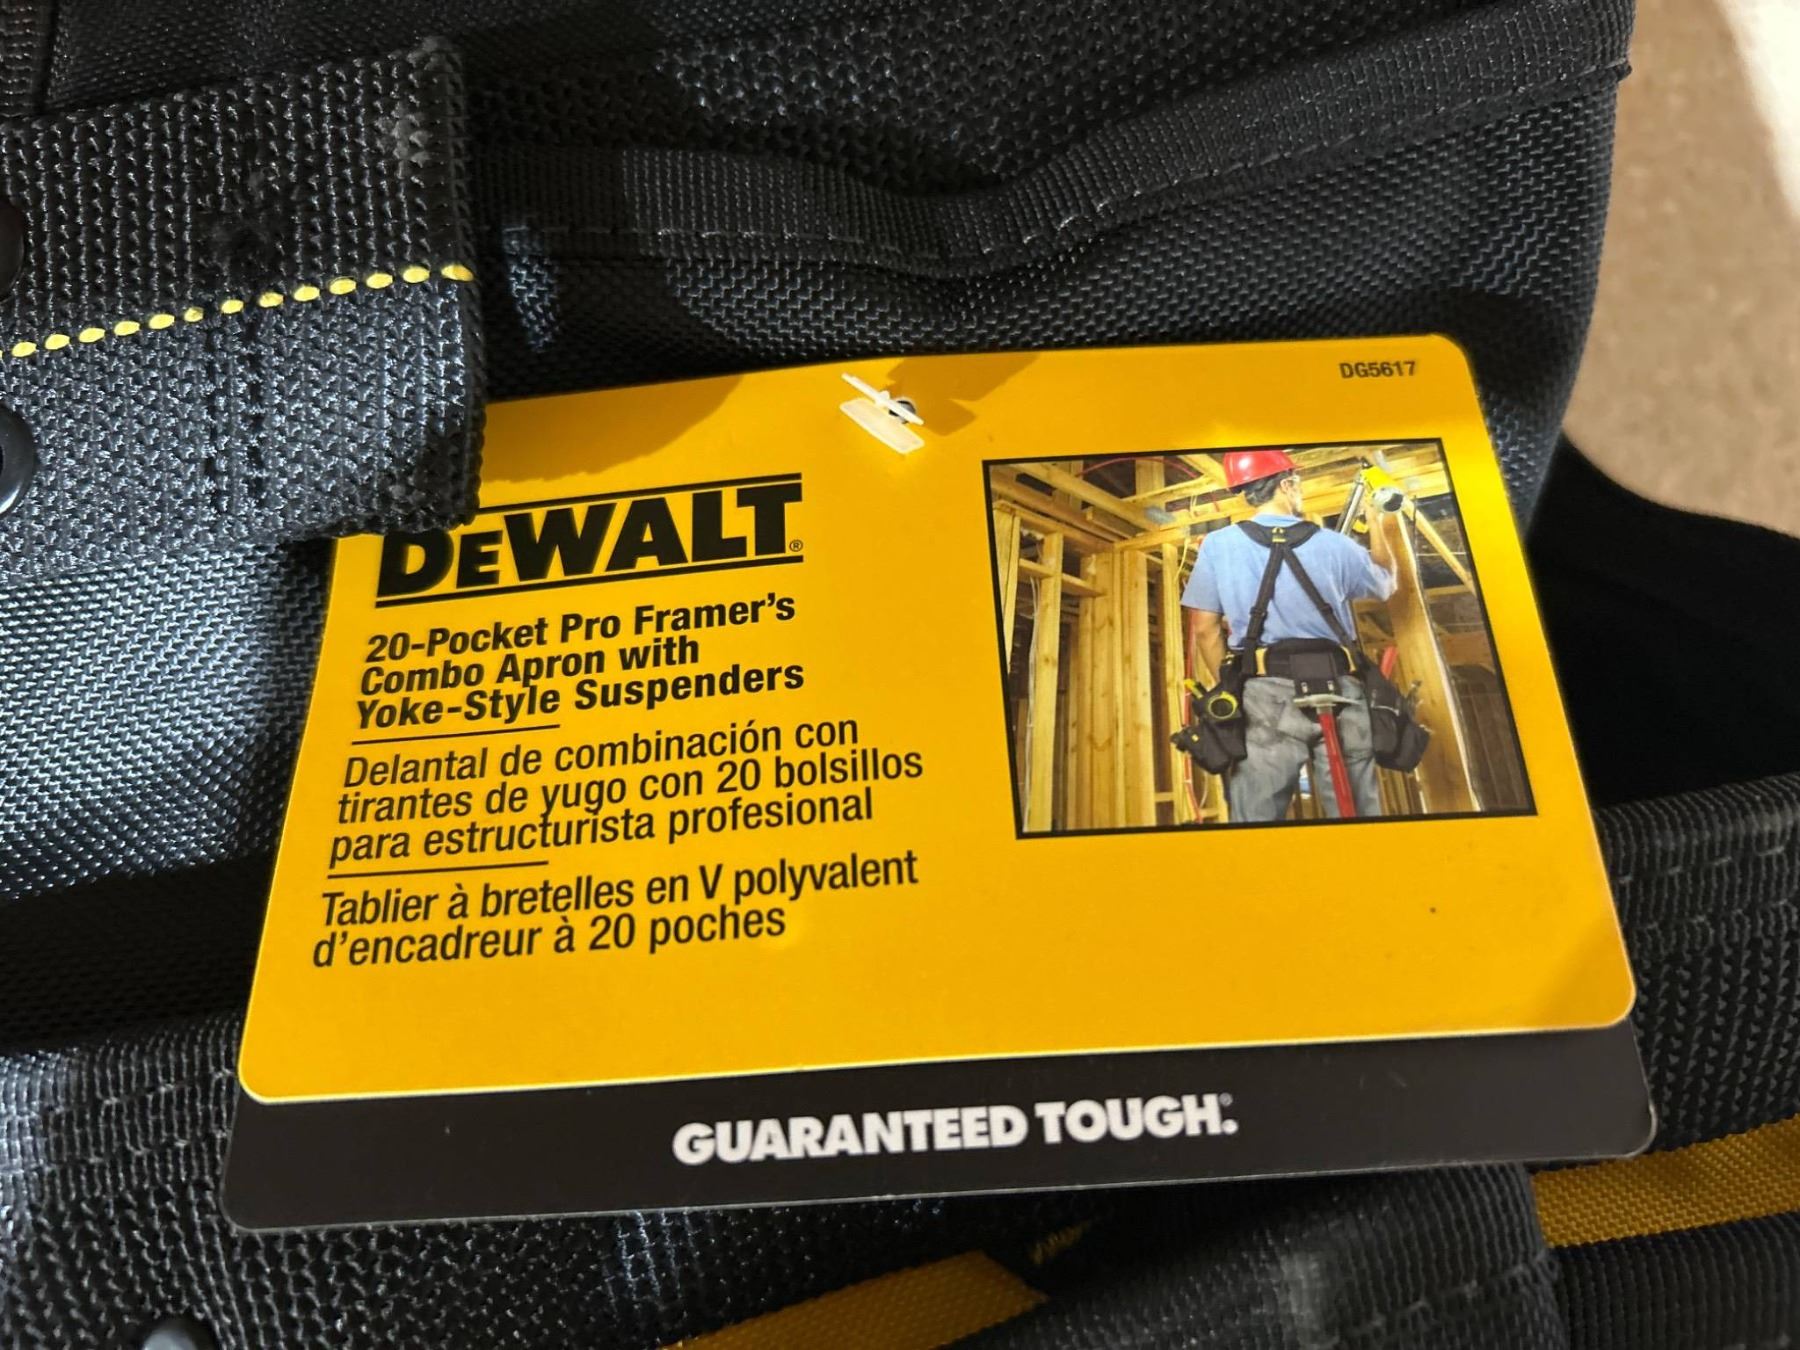 DG5617
DEWALT®
20-Pocket Pro Framer's
Combo Apron with
Yoke-Style Suspenders
Delantal de combinación con
tirantes de yugo con 20 bolsillos
para estructurista profesional
Tablier à bretelles en V polyvalent
d'encadreur à 20 poches
GUARANTEED TOUGH®.